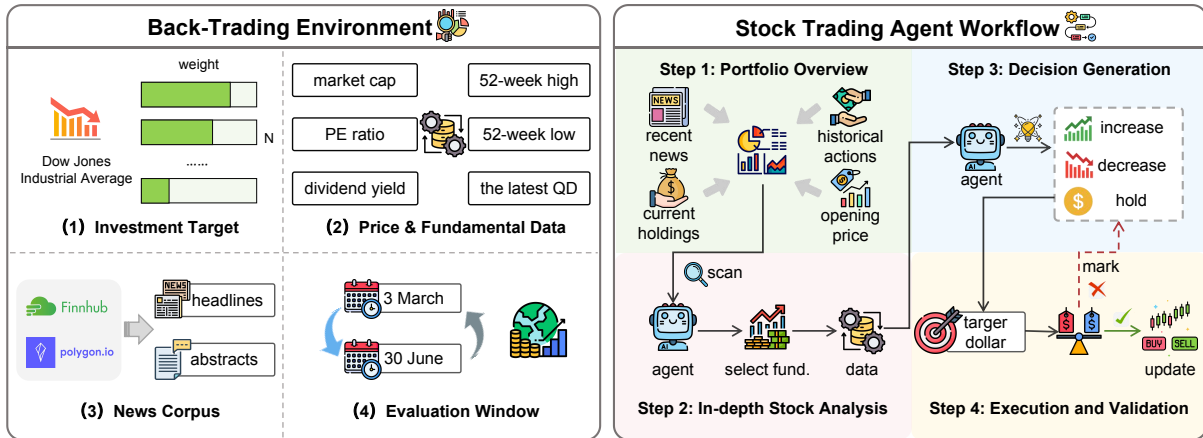 Back-Trading Environment
weight
N
......
Dow Jones
Industrial Average
(1) Investment Target
market cap
52-week high
PE ratio
52-week low
dividend yield
the latest QD
(2) Price & Fundamental Data
Finnhub
polygon.io
NEWS
headlines
abstracts
(3) News Corpus
3 March
30 June
(4) Evaluation Window
Stock Trading Agent Workflow
Step 1: Portfolio Overview
NEWS
recent
news
historical
actions
current
holdings
opening
price
Step 3: Decision Generation
AI
agent
increase
decrease
hold
scan
AI
agent
select fund.
data
Step 2: In-depth Stock Analysis
mark
targer
dollar
BUY
SELL
update
Step 4: Execution and Validation